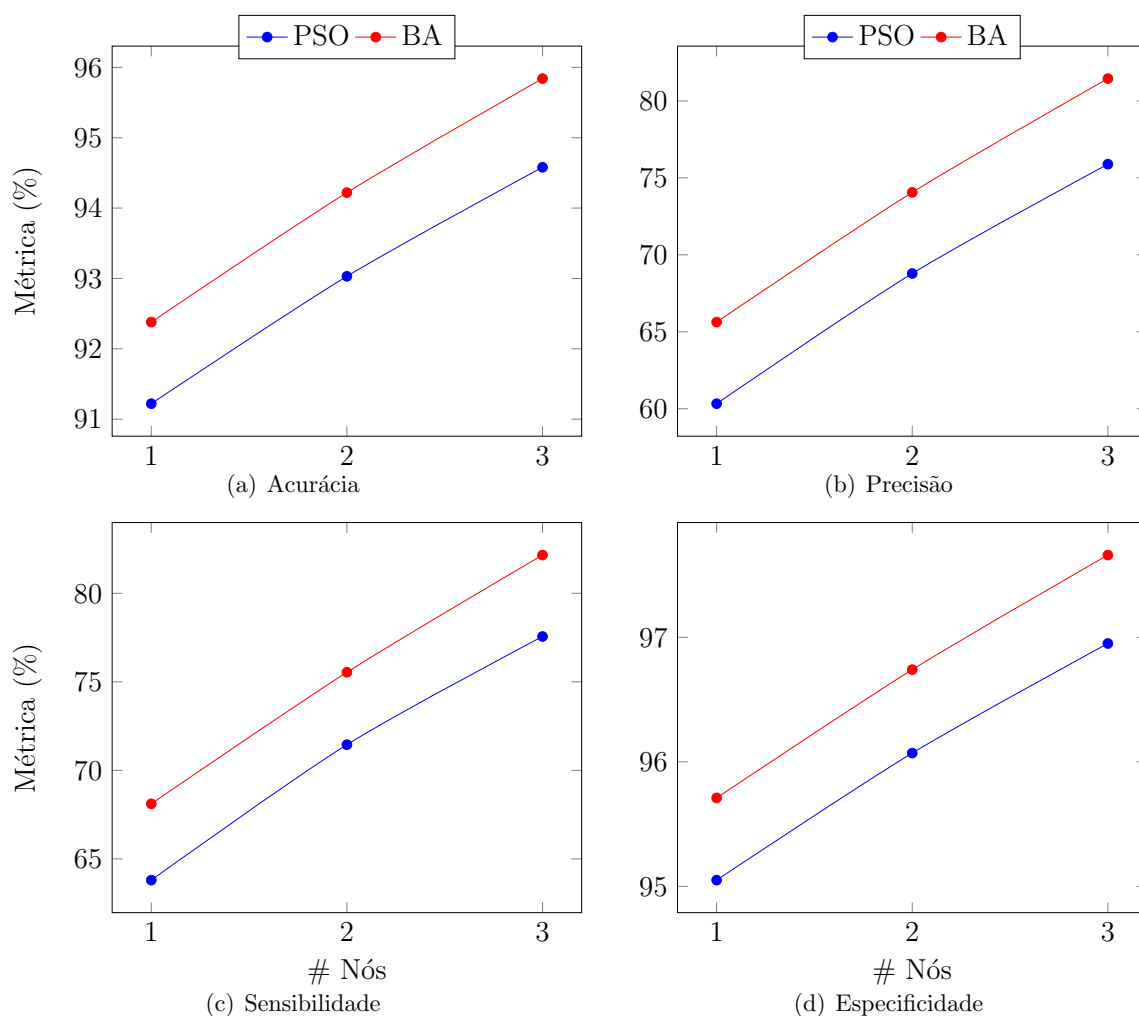 PSO BA
PSO BA
Métrica (%)
96
95
94
93
92
91
1 2 3
(a) Acurácia
80
75
70
65
60
1 2 3
(b) Precisão
Métrica (%)
80
75
70
65
1 2 3
# Nós
(c) Sensibilidade
97
96
95
1 2 3
# Nós
(d) Especificidade